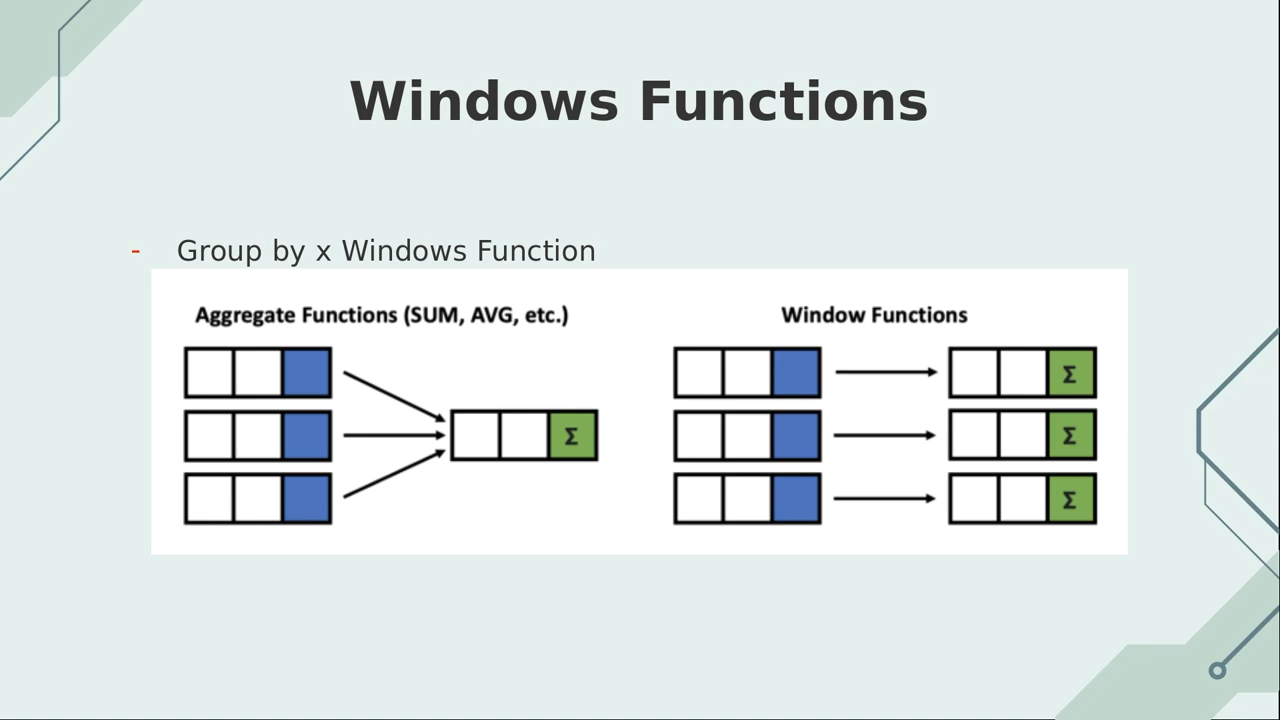 Windows Functions
- Group by x Windows Function
Aggregate Functions (SUM, AVG, etc.)
Window Functions
Σ
Σ
Σ
Σ